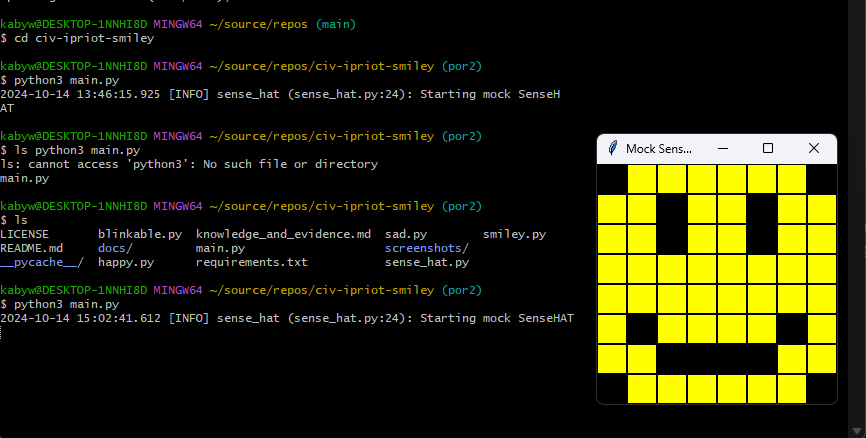 kabyw@DESKTOP-1NNHI8D MINGW64 ~/source/repos (main)
$ cd civ-ipriot-smiley
kabyw@DESKTOP-1NNHI8D MINGW64 ~/source/repos/civ-ipriot-smiley (por2)
$ python3 main.py
2024-10-14 13:46:15.925 [INFO] sense_hat (sense_hat.py:24): Starting mock SenseH
AT
kabyw@DESKTOP-1NNHI8D MINGW64 ~/source/repos/civ-ipriot-smiley (por2)
$ ls python3 main.py
ls: cannot access 'python3': No such file or directory
main.py
kabyw@DESKTOP-1NNHI8D MINGW64 ~/source/repos/civ-ipriot-smiley (por2)
$ ls
LICENSE blinkable.py knowledge_and_evidence.md sad.py smiley.py
README.md docs/ main.py screenshots/
__pycache__/ happy.py requirements.txt sense_hat.py
kabyw@DESKTOP-1NNHI8D MINGW64 ~/source/repos/civ-ipriot-smiley (por2)
$ python3 main.py
2024-10-14 15:02:41.612 [INFO] sense_hat (sense_hat.py:24): Starting mock SenseHAT
Mock Sens...